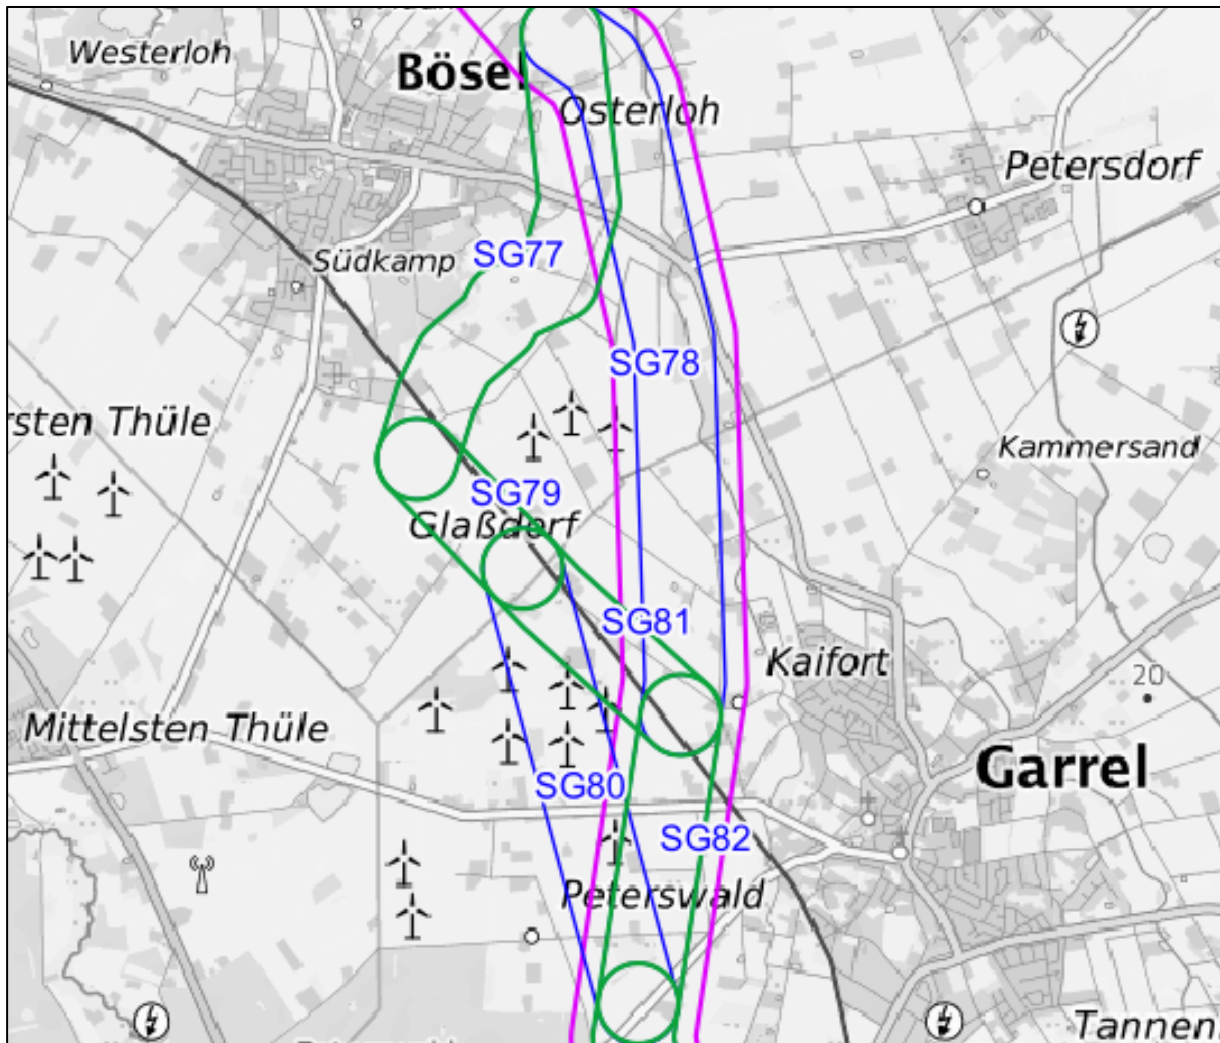 Westerloh
Bösel
Osterloh
Petersdorf
SG77
Südkamp
SG78
rsten Thüle
Kammersand
SG79
Glaßdorf
SG81
Kaifort
20
Mittelsten Thüle
Garrel
SG80
SG82
Peterswald
Tannen